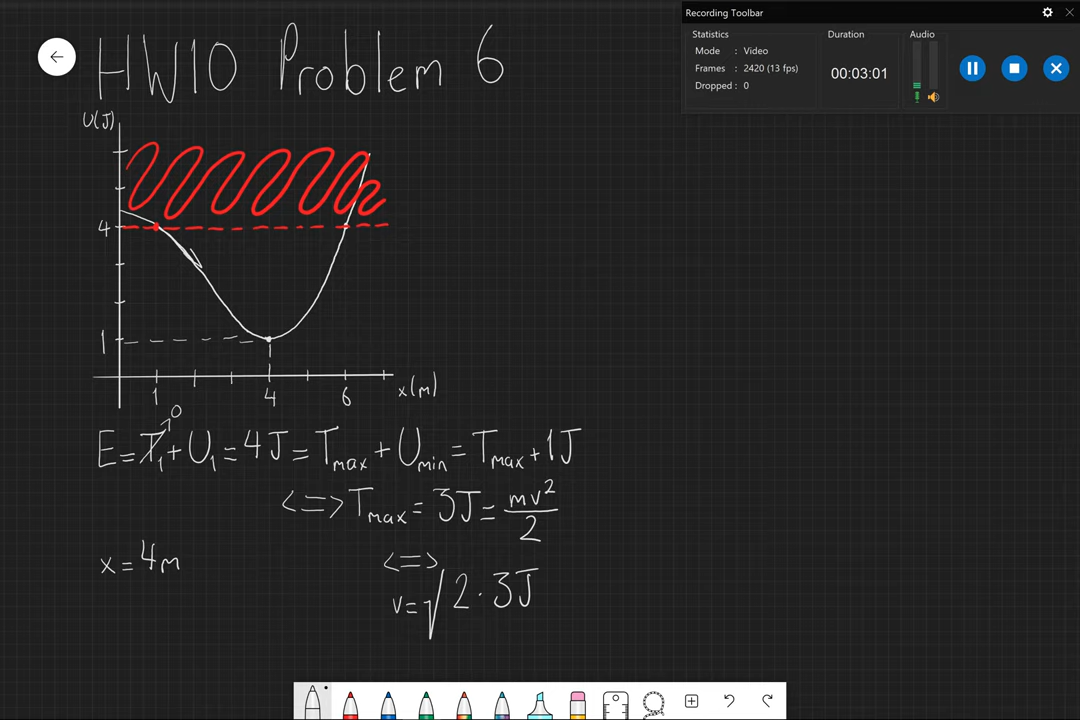 HW10 Problem 6
Recording Toolbar
Statistics
Mode : Video
Frames : 2420 (13 fps)
Dropped : 0
Duration
00:03:01
Audio
U(J)
4
1
1 4 6 x(m)
0
E = T₁ + U₁ = 4J = Tmax + Umin = Tmax + 1J
<=> Tmax = 3J = mv²/2
x = 4m
<=>
v = √2·3J